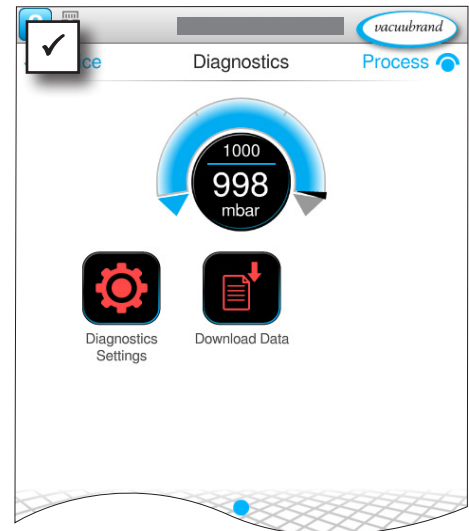 vacuubrand
ce
Diagnostics
Process
1000
998
mbar
Diagnostics
Settings
Download Data